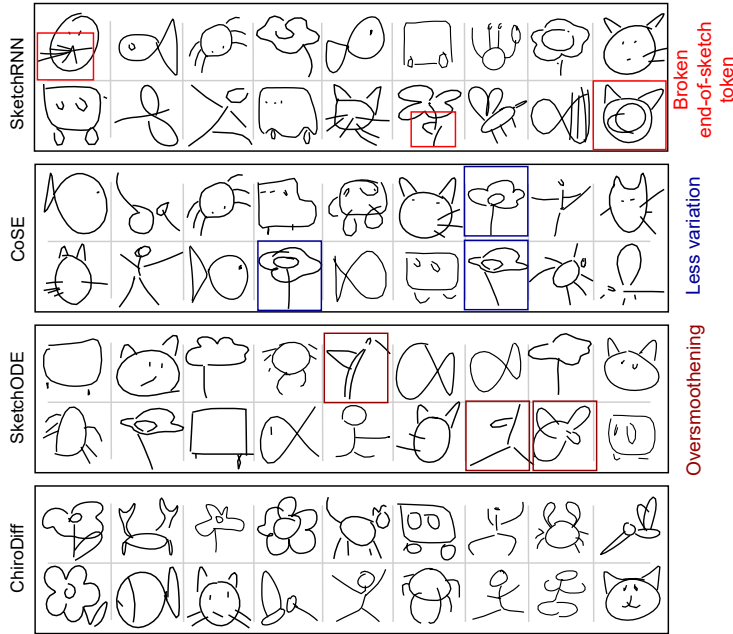 SketchRNN
Broken
end-of-sketch
token
CoSE
Less variation
SketchODE
Oversmoothening
ChiroDiff